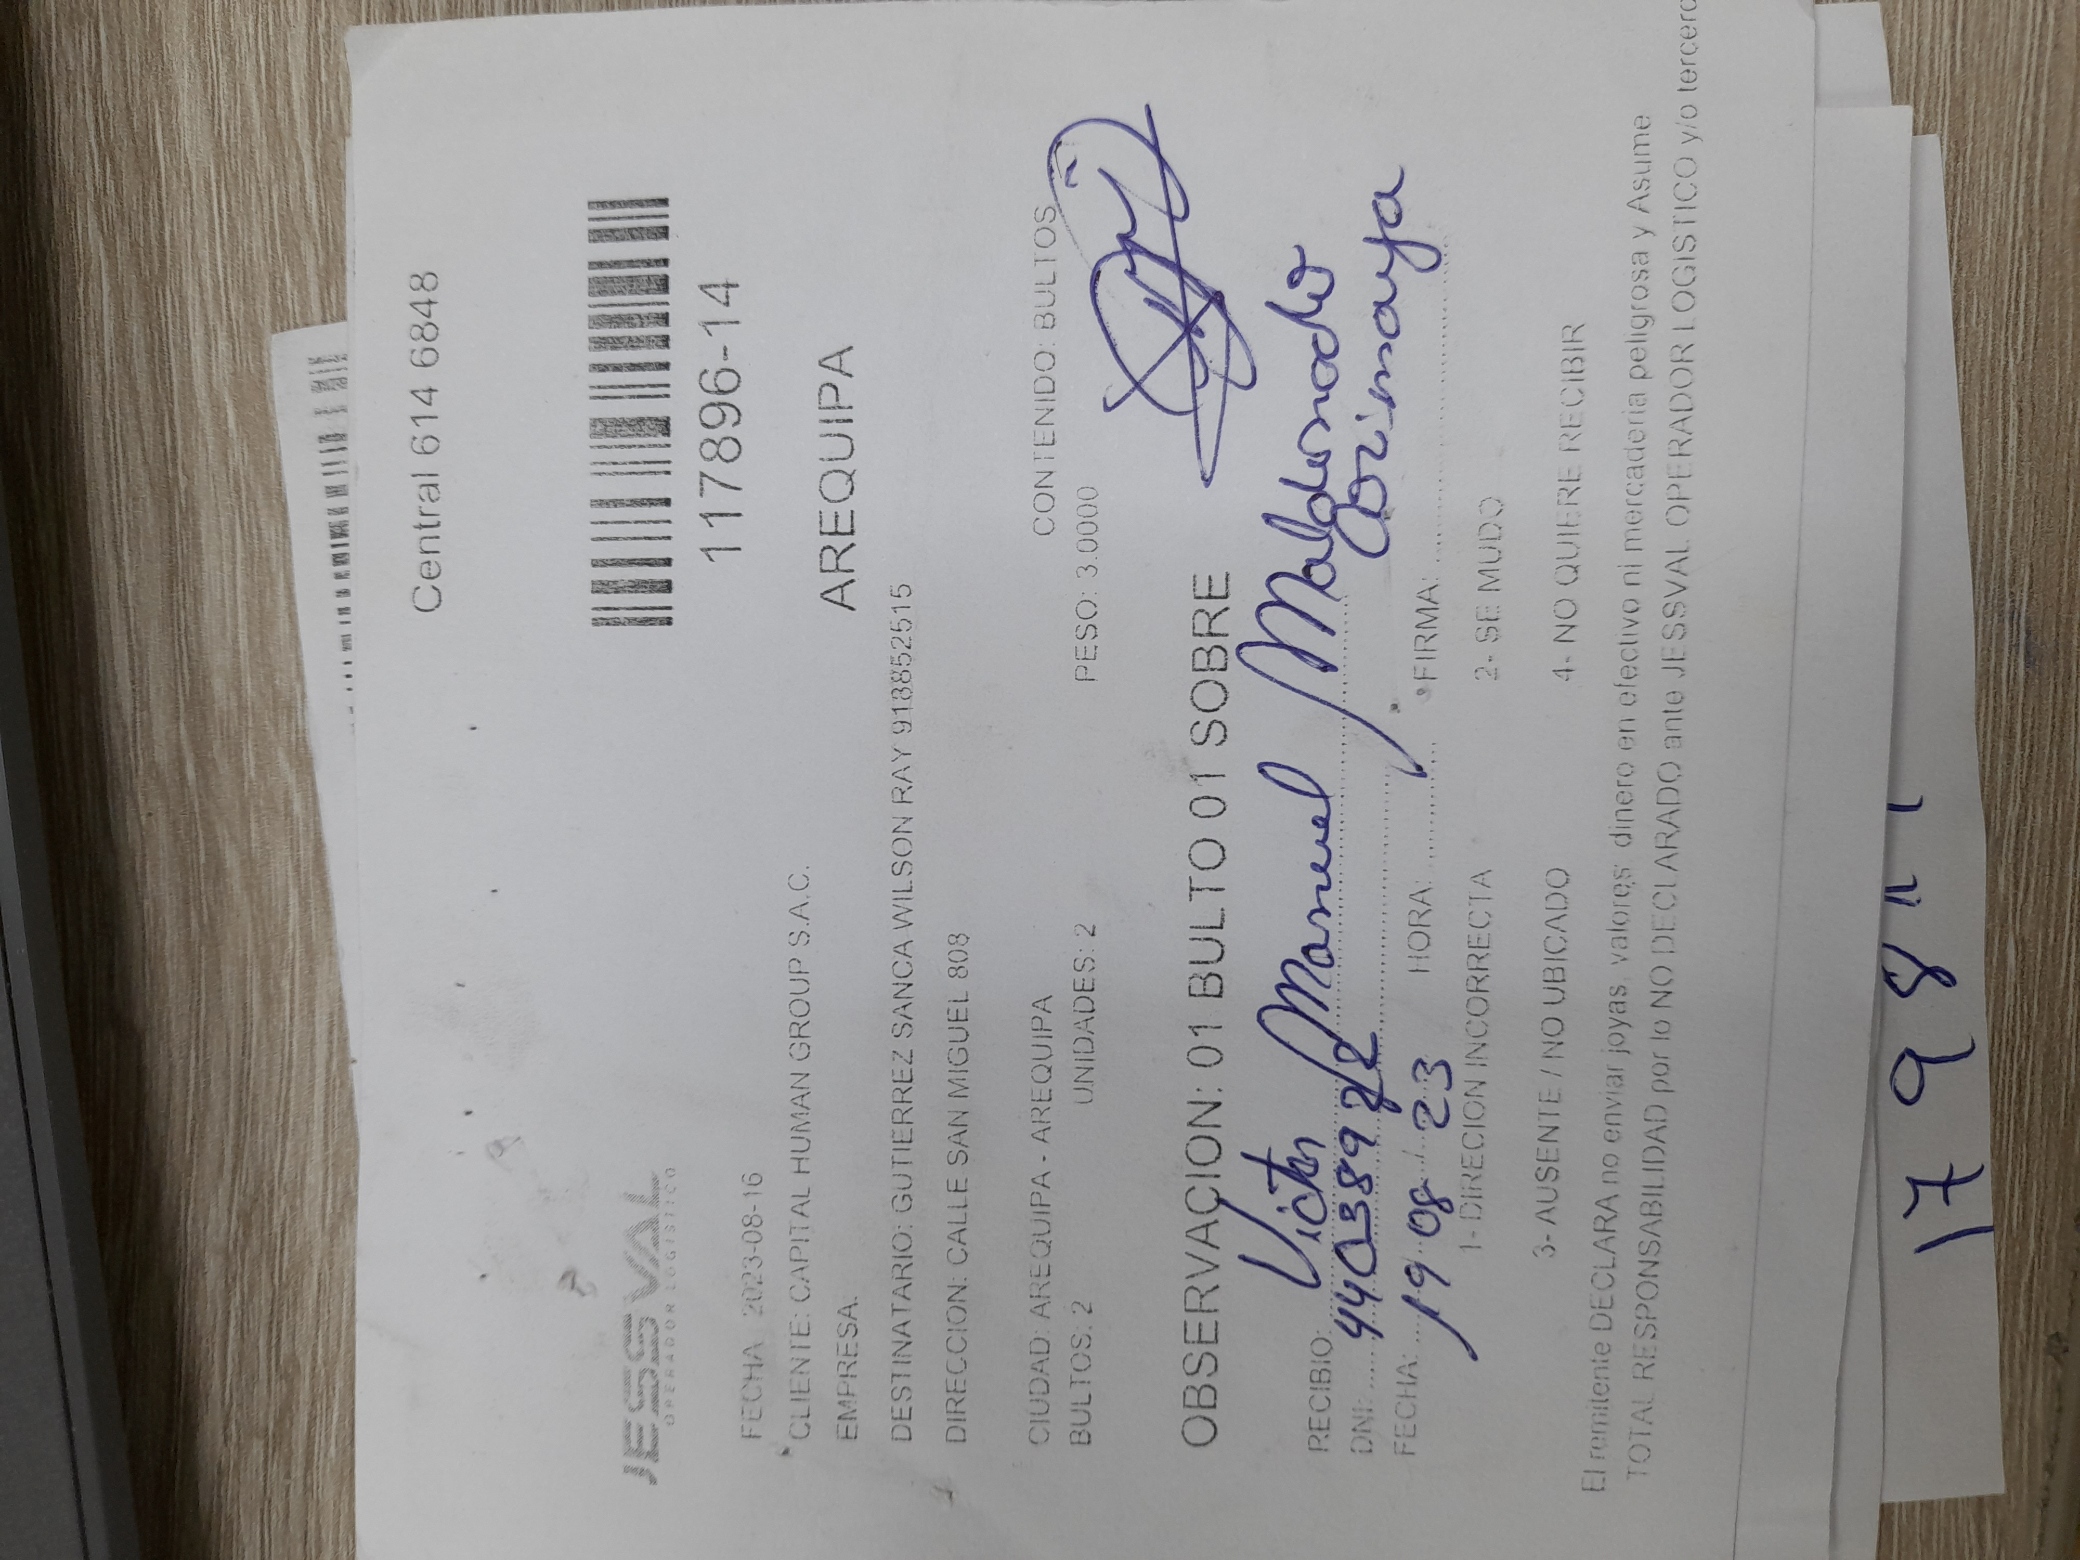 JESSVAL
OPERADOR LOGISTICO
Central 614 6848
117896-14
FECHA 2023-08-16
CLIENTE: CAPITAL HUMAN GROUP S.A.C.
EMPRESA:
AREQUIPA
DESTINATARIO: GUTIERREZ SANCA WILSON RAY 918852515
DIRECCION: CALLE SAN MIGUEL 808
CIUDAD: AREQUIPA - AREQUIPA
CONTENIDO: BULTOS
BULTOS: 2 UNIDADES: 2 PESO: 3.0000
OBSERVACION: 01 BULTO 01 SOBRE
RECIBIO: Victor Manuel Maldonado
DNI: Corimaya
FECHA: 19 08 23 HORA: FIRMA:
1- DIRECION INCORRECTA 2- SE MUDO
3- AUSENTE / NO UBICADO 4- NO QUIERE RECIBIR
El remitente DECLARA no enviar joyas, valores, dinero en efectivo ni mercaderia peligrosa y Asume
TOTAL RESPONSABILIDAD por lo NO DECLARADO ante JESSVAL OPERADOR LOGISTICO y/o tercero